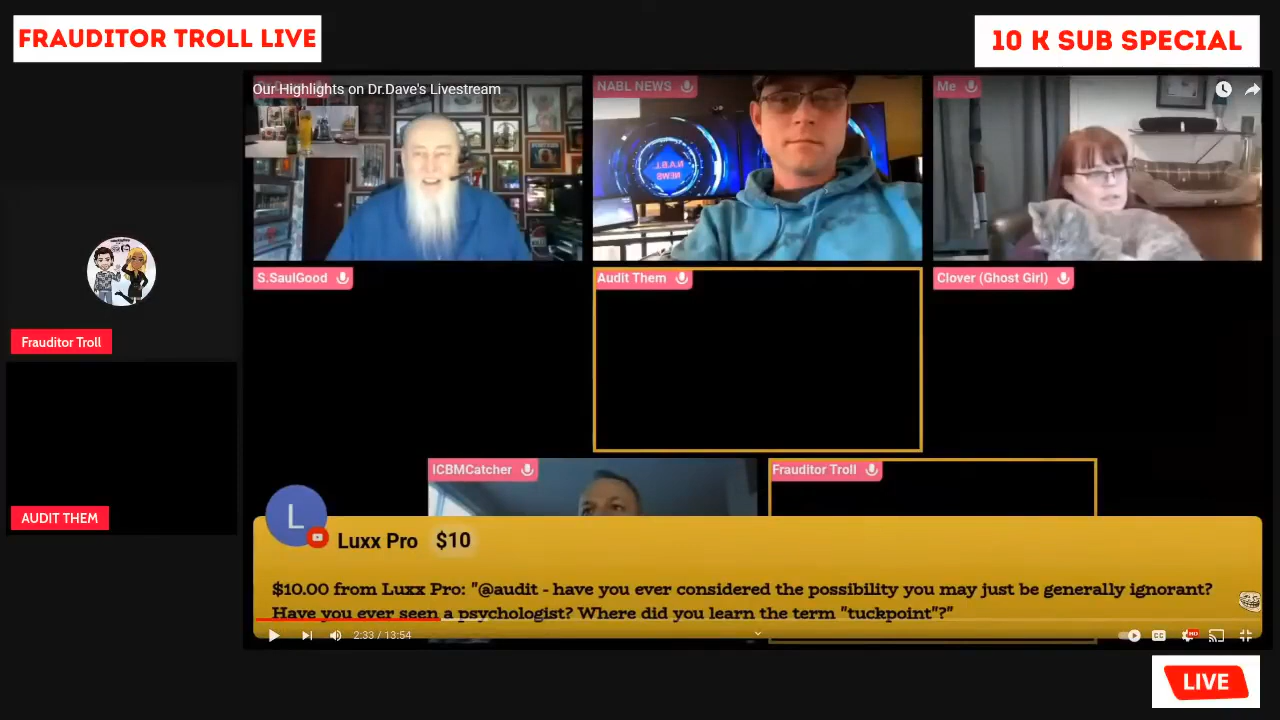 FRAUDITOR TROLL LIVE
10 K SUB SPECIAL
Our Highlights on Dr.Dave's Livestream
NABL NEWS
Me
N.A.B.L.
NEWS
S.SaulGood
Audit Them
Clover (Ghost Girl)
Frauditor Troll
ICBMCatcher
Frauditor Troll
AUDIT THEM
L
Luxx Pro $10
$10.00 from Luxx Pro: "@audit - have you ever considered the possibility you may just be generally ignorant?
Have you ever seen a psychologist? Where did you learn the term "tuckpoint"?"
2:33 / 13:54
CC
HD
LIVE